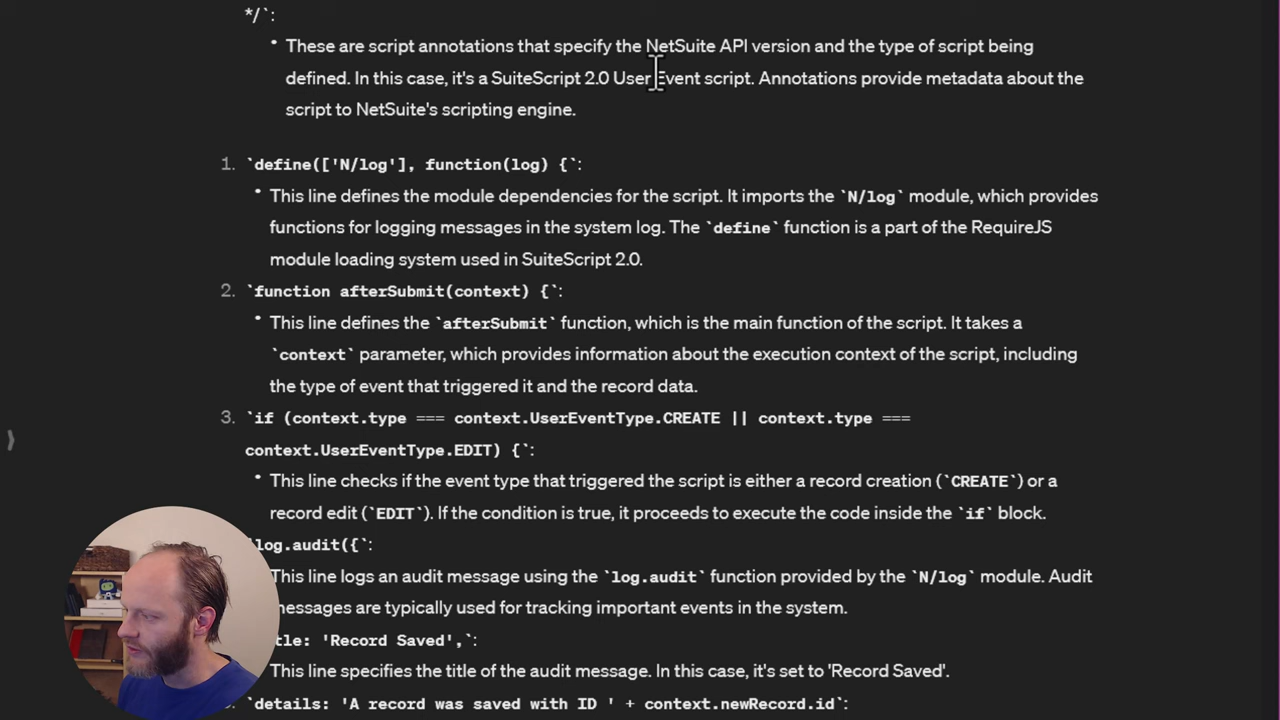 */`:
• These are script annotations that specify the NetSuite API version and the type of script being
defined. In this case, it's a SuiteScript 2.0 User Event script. Annotations provide metadata about the
script to NetSuite's scripting engine.
1. `define(['N/log'], function(log) {`:
• This line defines the module dependencies for the script. It imports the `N/log` module, which provides
functions for logging messages in the system log. The `define` function is a part of the RequireJS
module loading system used in SuiteScript 2.0.
2. `function afterSubmit(context) {`:
• This line defines the `afterSubmit` function, which is the main function of the script. It takes a
`context` parameter, which provides information about the execution context of the script, including
the type of event that triggered it and the record data.
3. `if (context.type === context.UserEventType.CREATE || context.type ===
context.UserEventType.EDIT) {`:
• This line checks if the event type that triggered the script is either a record creation (`CREATE`) or a
record edit (`EDIT`). If the condition is true, it proceeds to execute the code inside the `if` block.
log.audit({`:
This line logs an audit message using the `log.audit` function provided by the `N/log` module. Audit
messages are typically used for tracking important events in the system.
tle: 'Record Saved',`:
This line specifies the title of the audit message. In this case, it's set to 'Record Saved'.
`details: 'A record was saved with ID ' + context.newRecord.id`: